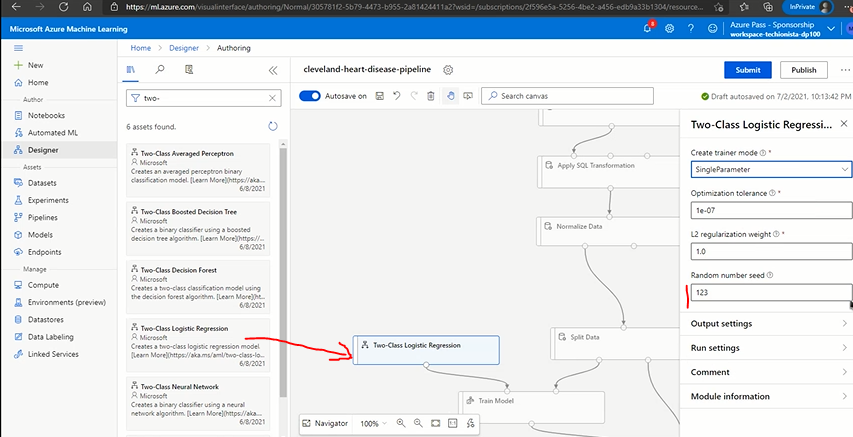 https://ml.azure.com/visualinterface/authoring/Normal/305781f2-5b79-4473-b955-2a81424411a2?wsid=/subscriptions/2f596e5a-5256-4be2-a456-edb9a33b1304/resource...
InPrivate
Microsoft Azure Machine Learning
8
Azure Pass - Sponsorship
workspace-techionista-dp100
New
Home
Author
Notebooks
Automated ML
Designer
Assets
Datasets
Experiments
Pipelines
Models
Endpoints
Manage
Compute
Environments (preview)
Datastores
Data Labeling
Linked Services
Home > Designer > Authoring
two-
6 assets found.
Two-Class Averaged Perceptron
Microsoft
Creates an averaged perceptron binary
classification model. [Learn More](https://aka....
6/8/2021
Two-Class Boosted Decision Tree
Microsoft
Creates a binary classifier using a boosted
decision tree algorithm. [Learn More](https:/...
6/8/2021
Two-Class Decision Forest
Microsoft
Creates a two-class classification model using
the decision forest algorithm. [Learn More](h...
6/8/2021
Two-Class Logistic Regression
Microsoft
Creates a two-class logistic regression model.
[Learn More](https://aka.ms/aml/two-class-lo...
6/8/2021
Two-Class Neural Network
Microsoft
Creates a binary classifier using a neural
network algorithm. [Learn More](https://aka....
6/8/2021
cleveland-heart-disease-pipeline
Submit
Publish
Autosave on
Search canvas
Draft autosaved on 7/2/2021, 10:13:42 PM
Apply SQL Transformation
Normalize Data
Split Data
Two-Class Logistic Regression
Train Model
Navigator
100%
1:1
Two-Class Logistic Regressi...
Create trainer mode *
SingleParameter
Optimization tolerance *
1e-07
L2 regularization weight *
1.0
Random number seed
123
Output settings
Run settings
Comment
Module information